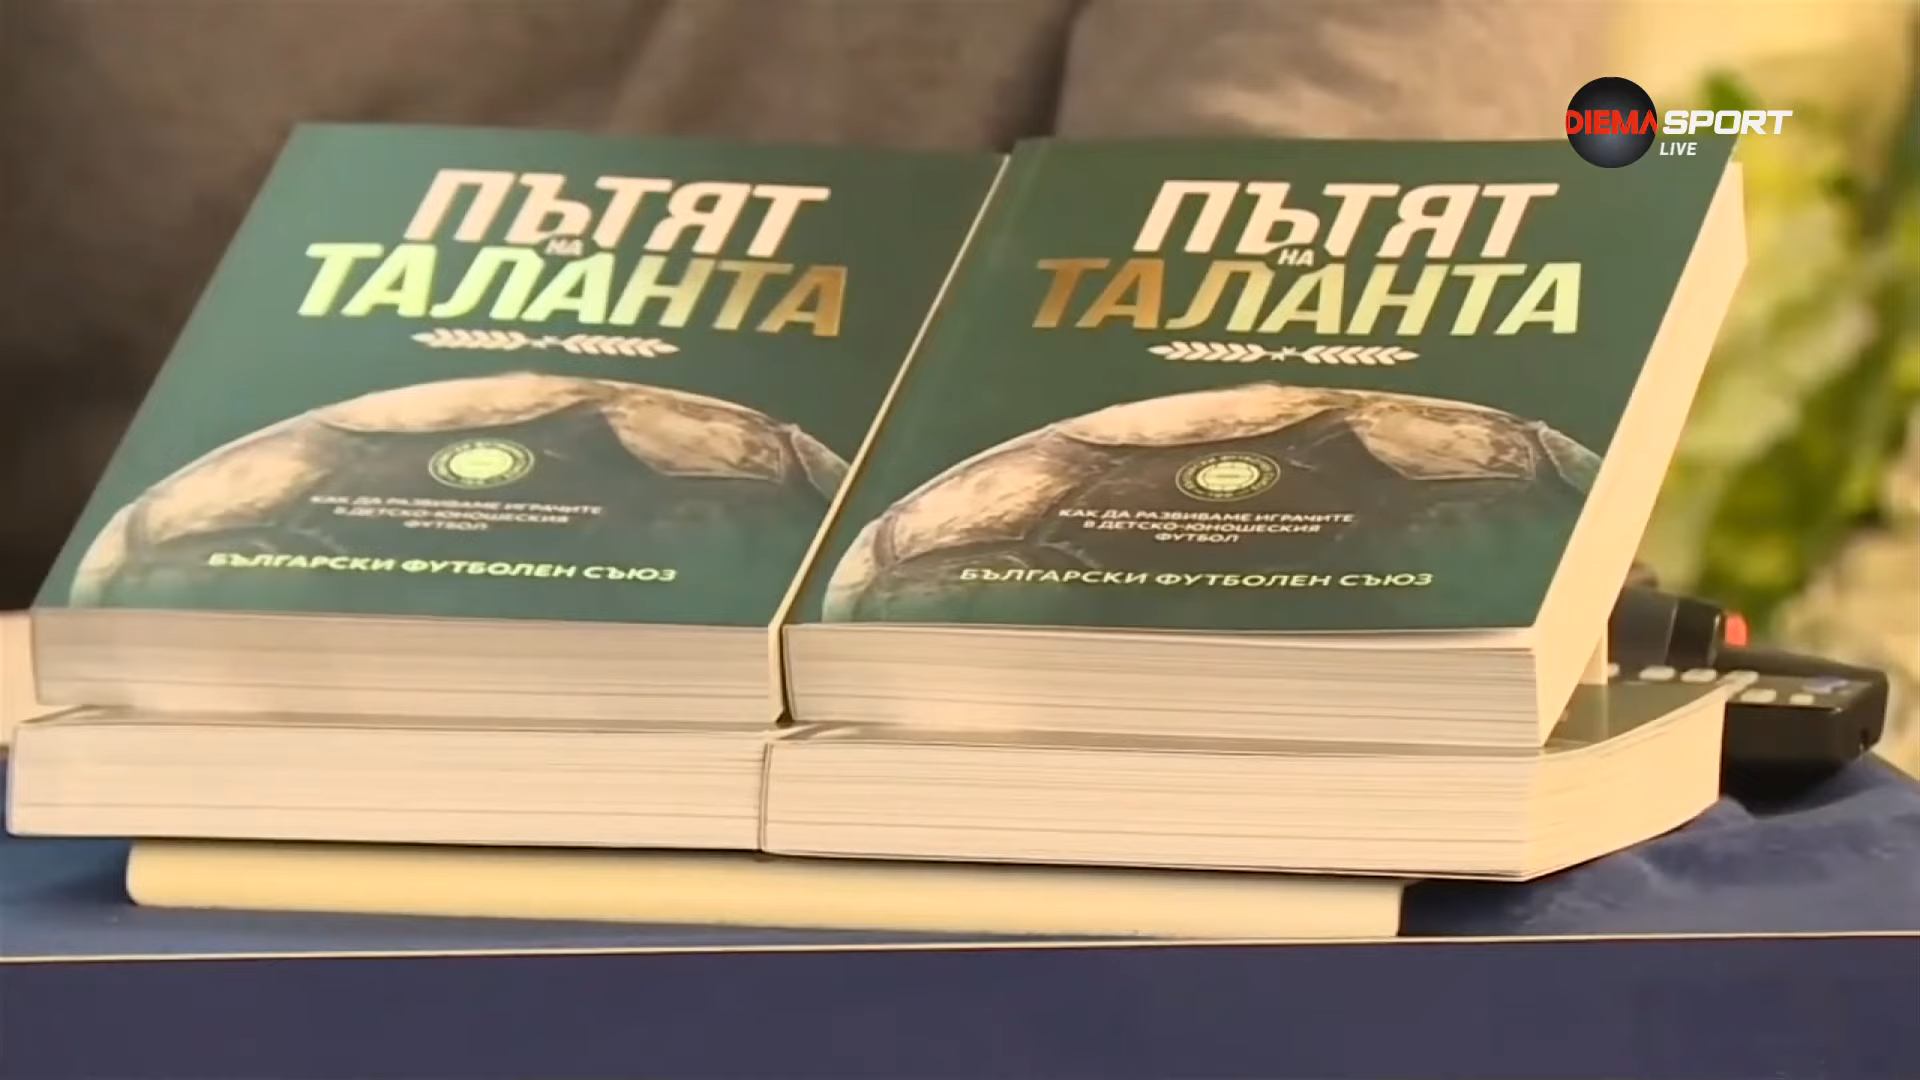 DIEMA SPORT
LIVE
ПЪТЯТ
НА
ТАЛАНТА
КАК ДА РАЗВИВАМЕ ИГРАЧИТЕ
В ДЕТСКО-ЮНОШЕСКИЯ
ФУТБОЛ
БЪЛГАРСКИ ФУТБОЛЕН СЪЮЗ
ПЪТЯТ
НА
ТАЛАНТА
КАК ДА РАЗВИВАМЕ ИГРАЧИТЕ
В ДЕТСКО-ЮНОШЕСКИЯ
ФУТБОЛ
БЪЛГАРСКИ ФУТБОЛЕН СЪЮЗ